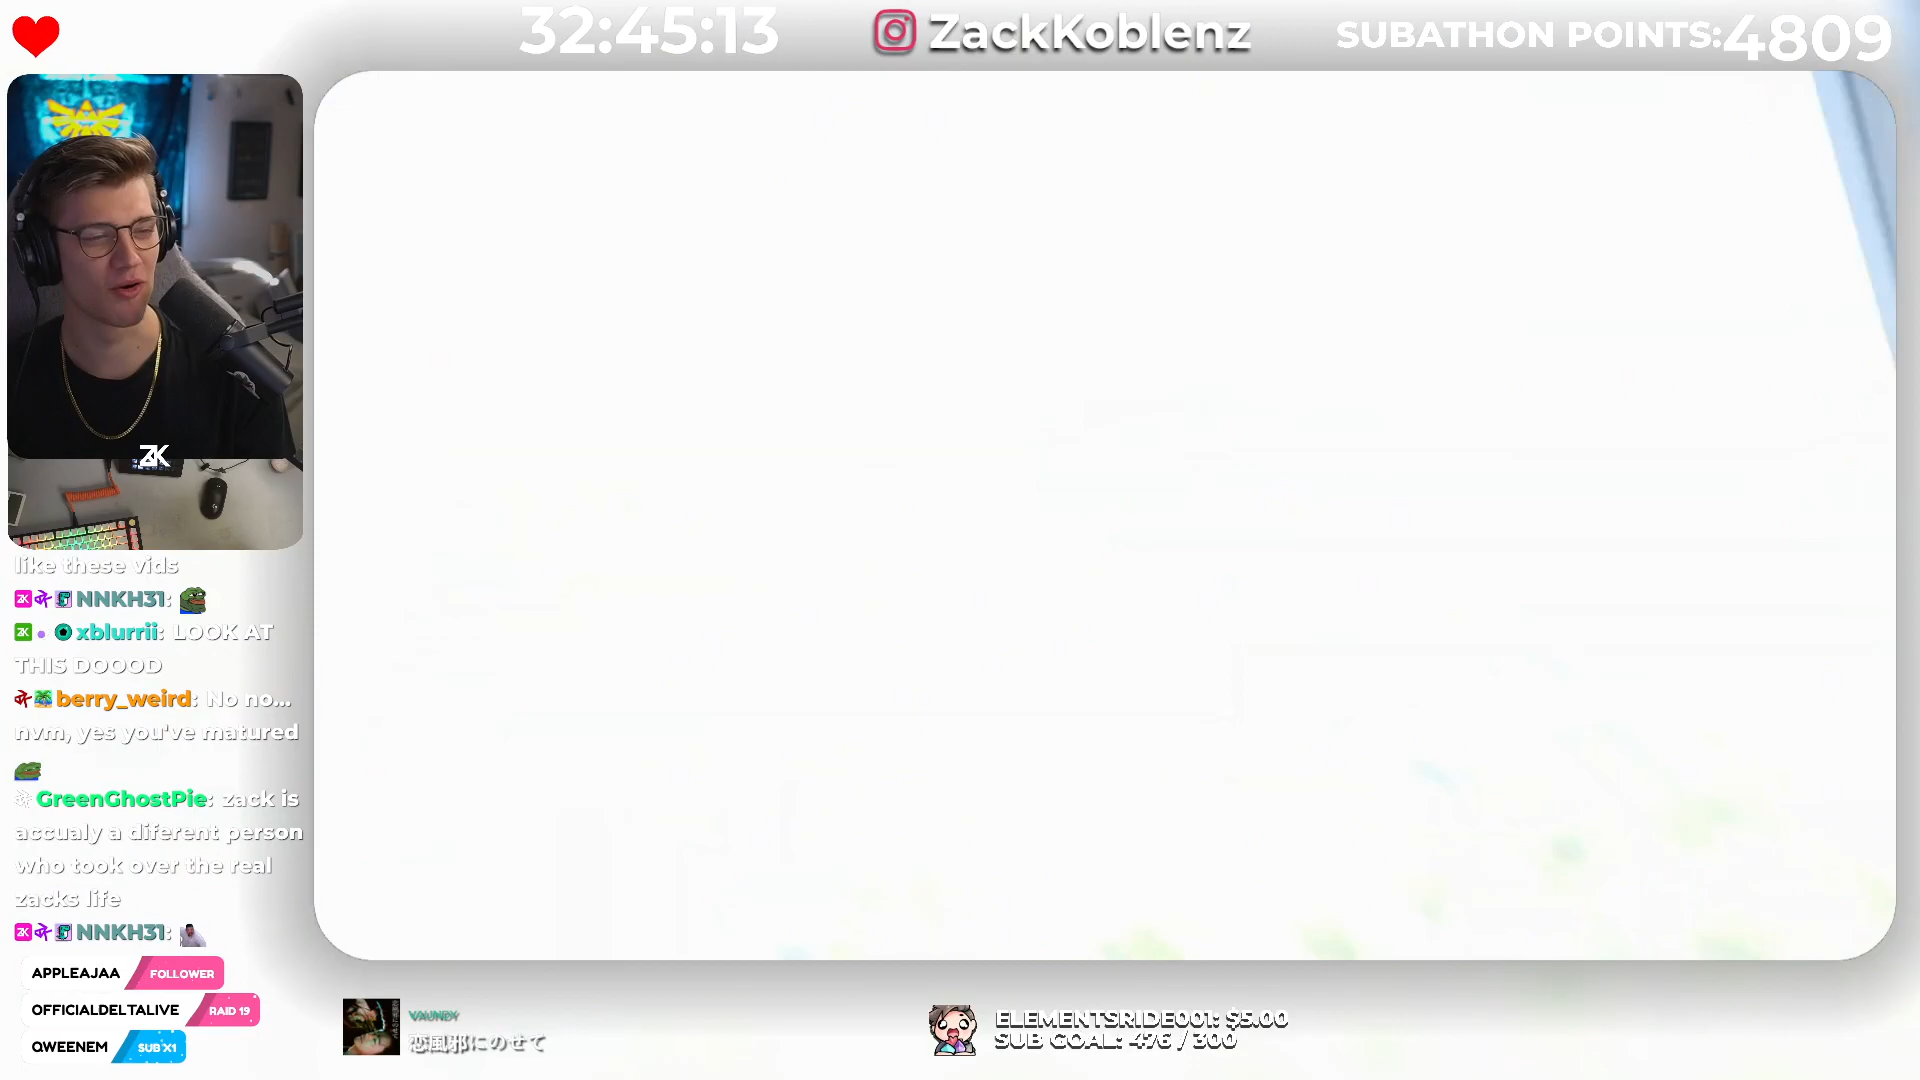 32:45:13
ZackKoblenz
SUBATHON POINTS:4809
ZK
like these vids
NNKH31:
xblurrii: LOOK AT
THIS DOOOD
berry_weird: No no...
nvm, yes you've matured
GreenGhostPie: zack is
accualy a diferent person
who took over the real
zacks life
NNKH31:
APPLEAJAA FOLLOWER
OFFICIALDELTALIVE RAID 19
QWEENEM SUB X1
VAUNDY
恋風邪にのせて
ELEMENTSRIDE001: $5.00
SUB GOAL: 476 / 300